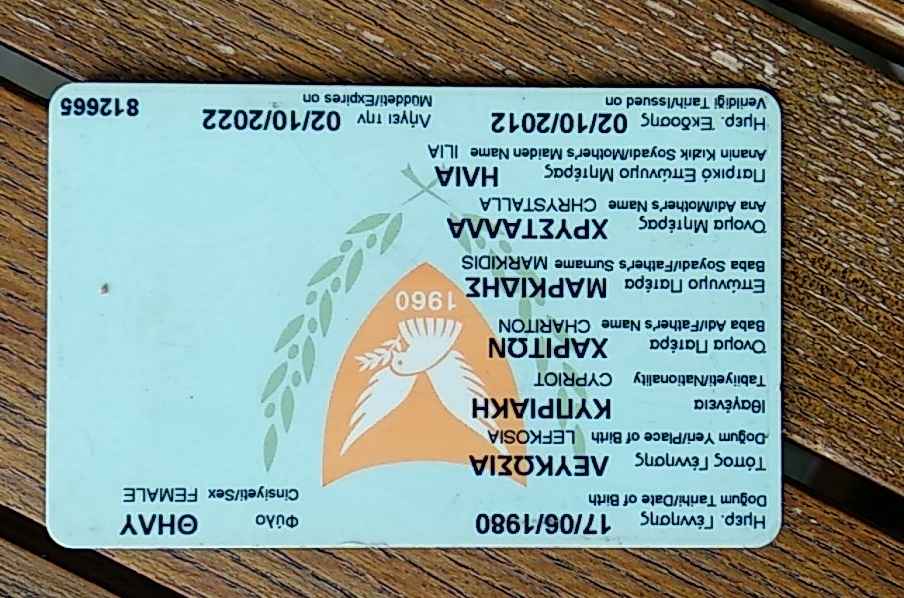 Ημερ. Γέννησης 17/06/1980 Φύλο ΘΗΛΥ
Doğum Tarihi/Date of Birth Cinsiyeti/Sex FEMALE
Τόπος Γέννησης ΛΕΥΚΩΣΙΑ
Doğum Yeri/Place of Birth LEFKOSIA
Ιθαγένεια ΚΥΠΡΙΑΚΗ
Tabiiyeti/Nationality CYPRIOT
Όνομα Πατέρα ΧΑΡΙΤΩΝ
Baba Adı/Father's Name CHARITON
Επώνυμο Πατέρα ΜΑΡΚΙΔΗΣ
Baba Soyadı/Father's Surname MARKIDIS
1960
Όνομα Μητέρας ΧΡΥΣΤΑΛΛΑ
Ana Adı/Mother's Name CHRYSTALLA
Πατρικό Επώνυμο Μητέρας ΗΛΙΑ
Ananin Kızlık Soyadı/Mother's Maiden Name ILIA
Ημερ. Έκδοσης 02/10/2012 Λήγει την 02/10/2022
Verildiği Tarih/Issued on Müddeti/Expires on
812665